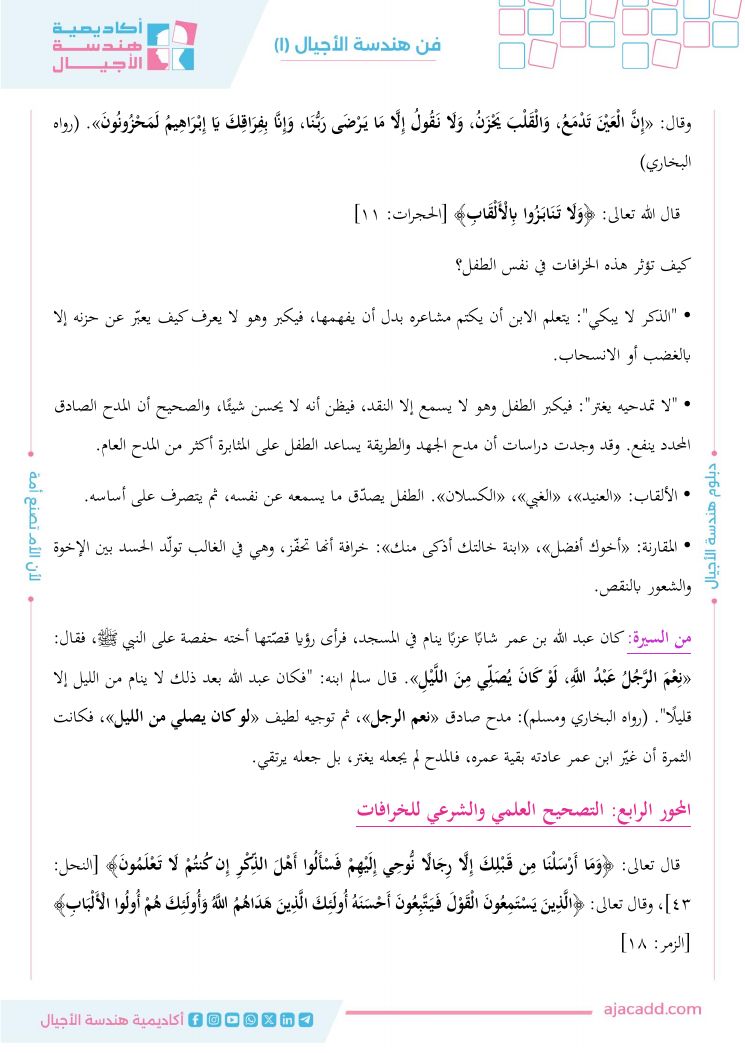 أكاديمية
هندسة
الأجيال
فن هندسة الأجيال (١)
وقال: «إِنَّ الْعَيْنَ تَدْمَعُ، وَالْقَلْبَ يَحْزَنُ، وَلَا نَقُولُ إِلَّا مَا يَرْضَى رَبُّنَا، وَإِنَّا بِفِرَاقِكَ يَا إِبْرَاهِيمُ لَمَحْزُونُونَ». (رواه
البخاري)
قال الله تعالى: ﴿وَلَا تَنَابَزُوا بِالْأَلْقَابِ﴾ [الحجرات: ١١]
كيف تؤثر هذه الخرافات في نفس الطفل؟
• "الذكر لا يبكي": يتعلم الابن أن يكتم مشاعره بدل أن يفهمها، فيكبر وهو لا يعرف كيف يعبّر عن حزنه إلا
بالغضب أو الانسحاب.
• "لا تمدحيه يغتر": فيكبر الطفل وهو لا يسمع إلا النقد، فيظن أنه لا يحسن شيئًا، والصحيح أن المدح الصادق
المحدد ينفع. وقد وجدت دراسات أن مدح الجهد والطريقة يساعد الطفل على المثابرة أكثر من المدح العام.
• الألقاب: «العنيد»، «الغبي»، «الكسلان». الطفل يصدّق ما يسمعه عن نفسه، ثم يتصرف على أساسه.
• المقارنة: «أخوك أفضل»، «ابنة خالتك أذكى منك»: خرافة أنها تحفّز، وهي في الغالب تولّد الحسد بين الإخوة
والشعور بالنقص.
من السيرة: كان عبد الله بن عمر شابًا عزبًا ينام في المسجد، فرأى رؤيا قصّتها أخته حفصة على النبي ﷺ، فقال:
«نِعْمَ الرَّجُلُ عَبْدُ اللَّهِ، لَوْ كَانَ يُصَلِّي مِنَ اللَّيْلِ». قال سالم ابنه: "فكان عبد الله بعد ذلك لا ينام من الليل إلا
قليلًا". (رواه البخاري ومسلم): مدح صادق «نعم الرجل»، ثم توجيه لطيف «لو كان يصلي من الليل»، فكانت
الثمرة أن غيّر ابن عمر عادته بقية عمره، فالمدح لم يجعله يغتر، بل جعله يرتقي.
المحور الرابع: التصحيح العلمي والشرعي للخرافات
قال تعالى: ﴿وَمَا أَرْسَلْنَا مِن قَبْلِكَ إِلَّا رِجَالًا نُّوحِي إِلَيْهِمْ فَسْأَلُوا أَهْلَ الذِّكْرِ إِن كُنتُمْ لَا تَعْلَمُونَ﴾ [النحل:
٤٣]، وقال تعالى: ﴿الَّذِينَ يَسْتَمِعُونَ الْقَوْلَ فَيَتَّبِعُونَ أَحْسَنَهُ أُولَئِكَ الَّذِينَ هَدَاهُمُ اللَّهُ وَأُولَئِكَ هُمْ أُولُوا الْأَلْبَابِ﴾
[الزمر: ١٨]
دبلوم هندسة الأجيال
لأن الأم تصنع أمة
أكاديمية هندسة الأجيال
ajacadd.com